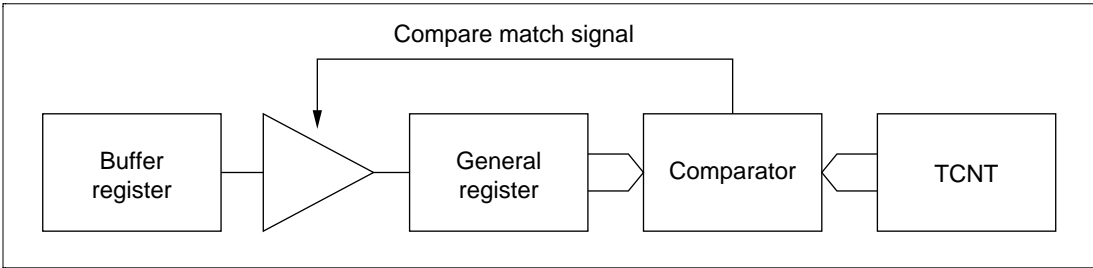 Compare match signal
Buffer
register
General
register
Comparator
TCNT